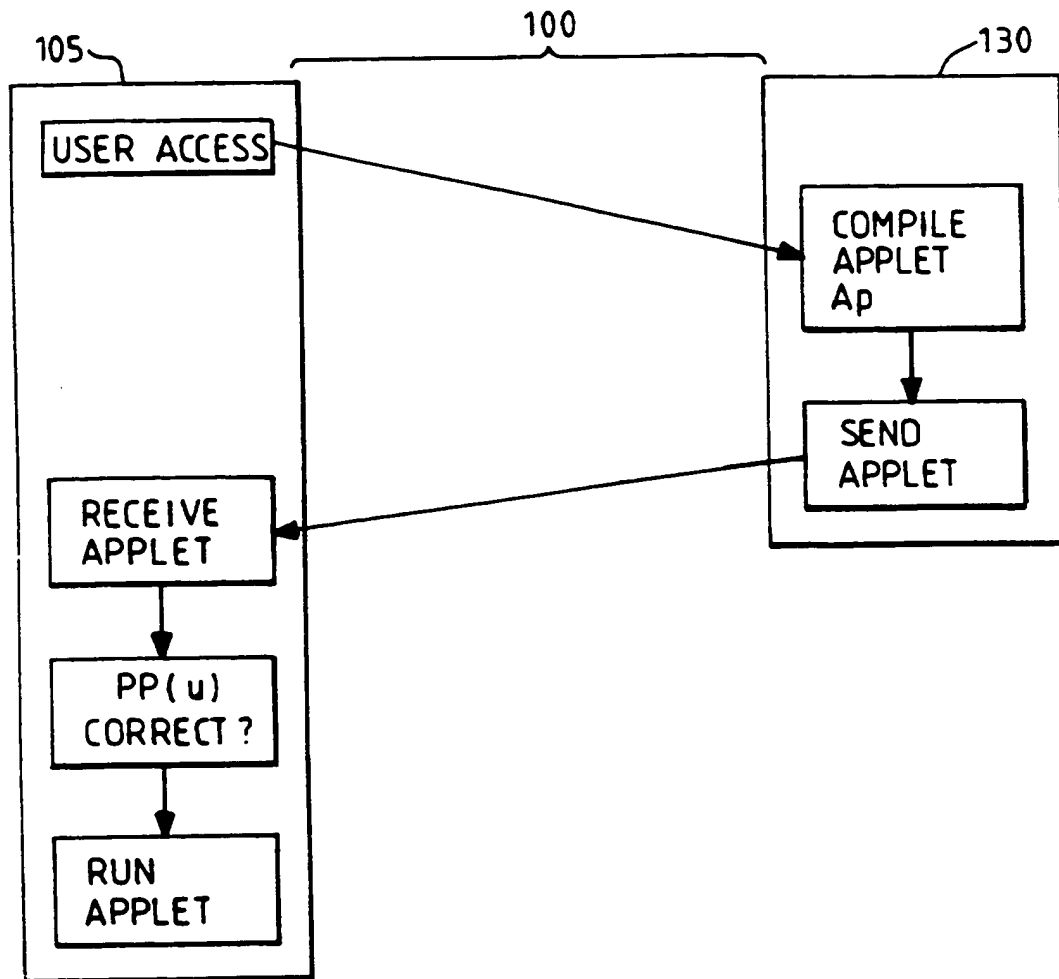 105
100
130
USER ACCESS
COMPILE
APPLET
Ap
SEND
APPLET
RECEIVE
APPLET
PP(u)
CORRECT?
RUN
APPLET